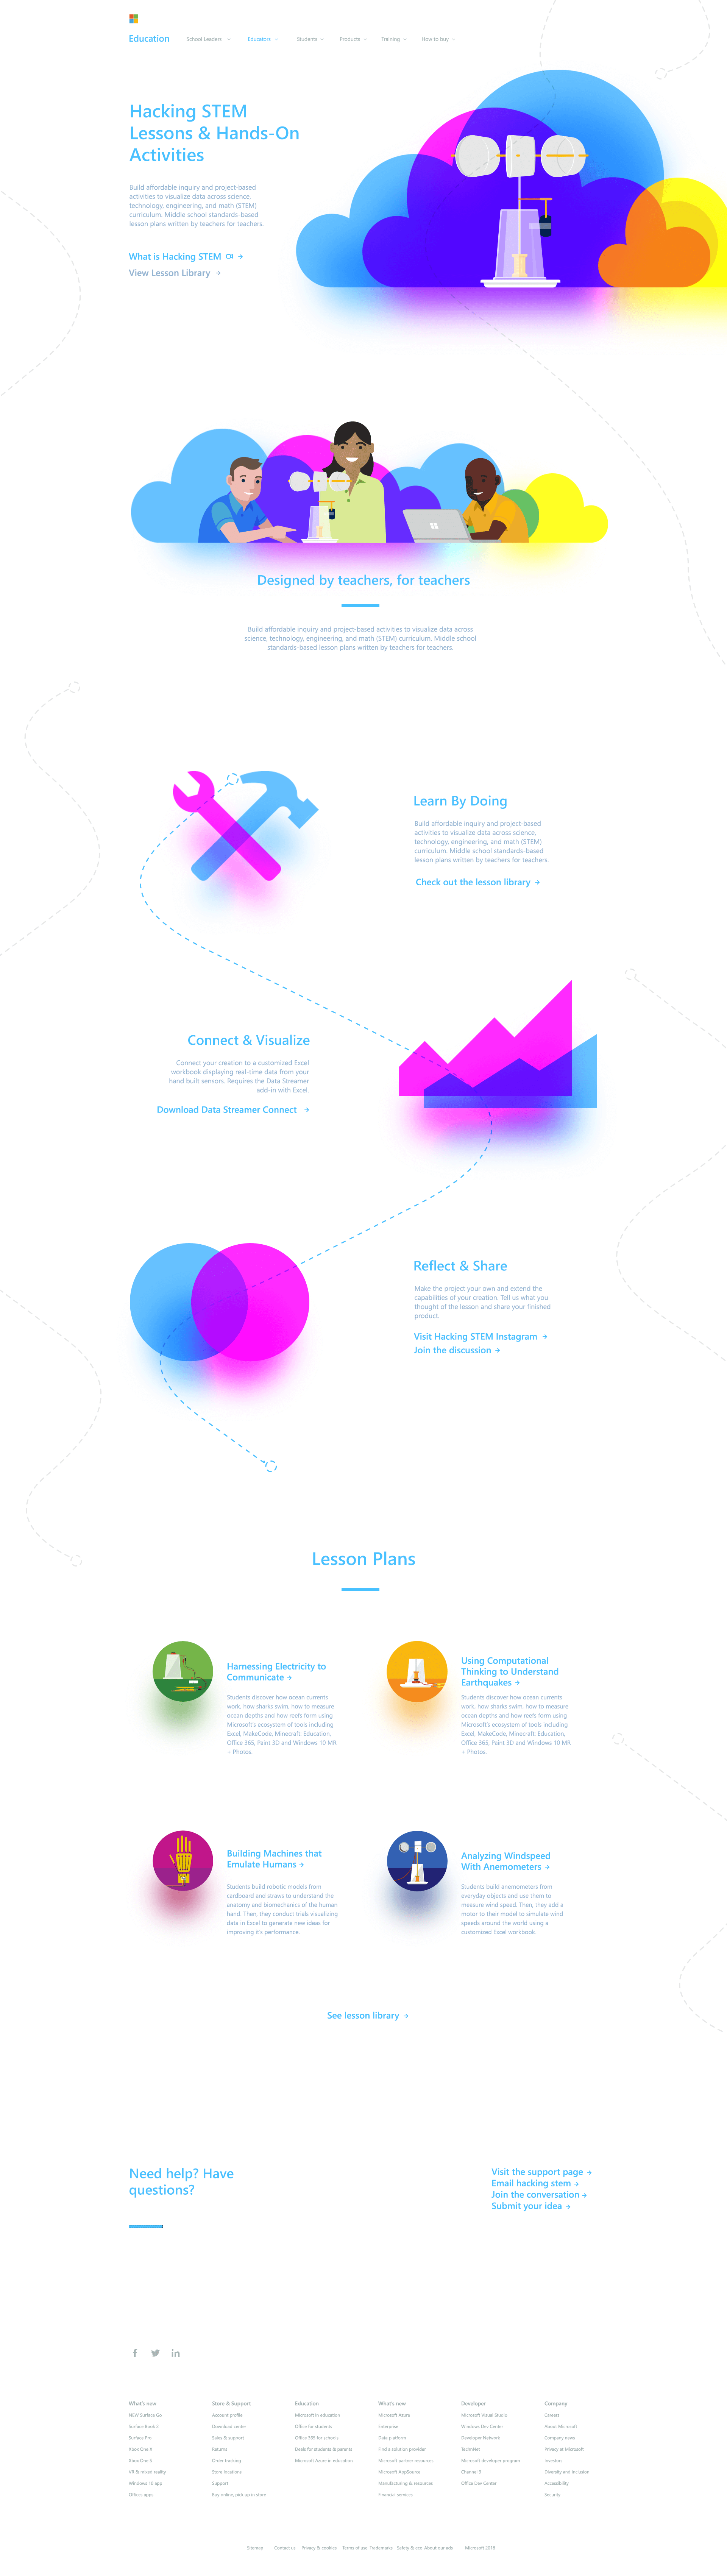 Education School Leaders Educators Students Products Training How to buy
Hacking STEM
Lessons & Hands-On
Activities
Build affordable inquiry and project-based
activities to visualize data across science,
technology, engineering, and math (STEM)
curriculum. Middle school standards-based
lesson plans written by teachers for teachers.
What is Hacking STEM
View Lesson Library
Designed by teachers, for teachers
Build affordable inquiry and project-based activities to visualize data across
science, technology, engineering, and math (STEM) curriculum. Middle school
standards-based lesson plans written by teachers for teachers.
Learn By Doing
Build affordable inquiry and project-based
activities to visualize data across science,
technology, engineering, and math (STEM)
curriculum. Middle school standards-based
lesson plans written by teachers for teachers.
Check out the lesson library
Connect & Visualize
Connect your creation to a customized Excel
workbook displaying real-time data from your
hand built sensors. Requires the Data Streamer
add-in with Excel.
Download Data Streamer Connect
Reflect & Share
Make the project your own and extend the
capabilities of your creation. Tell us what you
thought of the lesson and share your finished
product.
Visit Hacking STEM Instagram
Join the discussion
Lesson Plans
Harnessing Electricity to
Communicate
Students discover how ocean currents
work, how sharks swim, how to measure
ocean depths and how reefs form using
Microsoft's ecosystem of tools including
Excel, MakeCode, Minecraft: Education,
Office 365, Paint 3D and Windows 10 MR
+ Photos.
Using Computational
Thinking to Understand
Earthquakes
Students discover how ocean currents
work, how sharks swim, how to measure
ocean depths and how reefs form using
Microsoft's ecosystem of tools including
Excel, MakeCode, Minecraft: Education,
Office 365, Paint 3D and Windows 10 MR
+ Photos.
Building Machines that
Emulate Humans
Students build robotic models from
cardboard and straws to understand the
anatomy and biomechanics of the human
hand. Then, they conduct trials visualizing
data in Excel to generate new ideas for
improving it's performance.
Analyzing Windspeed
With Anemometers
Students build anemometers from
everyday objects and use them to
measure wind speed. Then, they add a
motor to their model to simulate wind
speeds around the world using a
customized Excel workbook.
See lesson library
Need help? Have
questions?
Visit the support page
Email hacking stem
Join the conversation
Submit your idea
What's new
NEW Surface Go
Surface Book 2
Surface Pro
Xbox One X
Xbox One S
VR & mixed reality
Windows 10 app
Offices apps
Store & Support
Account profile
Download center
Sales & support
Returns
Order tracking
Store locations
Support
Buy online, pick up in store
Education
Microsoft in education
Office for students
Office 365 for schools
Deals for students & parents
Microsoft Azure in education
What's new
Microsoft Azure
Enterprise
Data platform
Find a solution provider
Microsoft partner resources
Microsoft AppSource
Manufacturing & resources
Financial services
Developer
Microsoft Visual Studio
Windows Dev Center
Developer Network
TechNet
Microsoft developer program
Channel 9
Office Dev Center
Company
Careers
About Microsoft
Company news
Privacy at Microsoft
Investors
Diversity and inclusion
Accessibility
Security
Sitemap Contact us Privacy & cookies Terms of use Trademarks Safety & eco About our ads Microsoft 2018